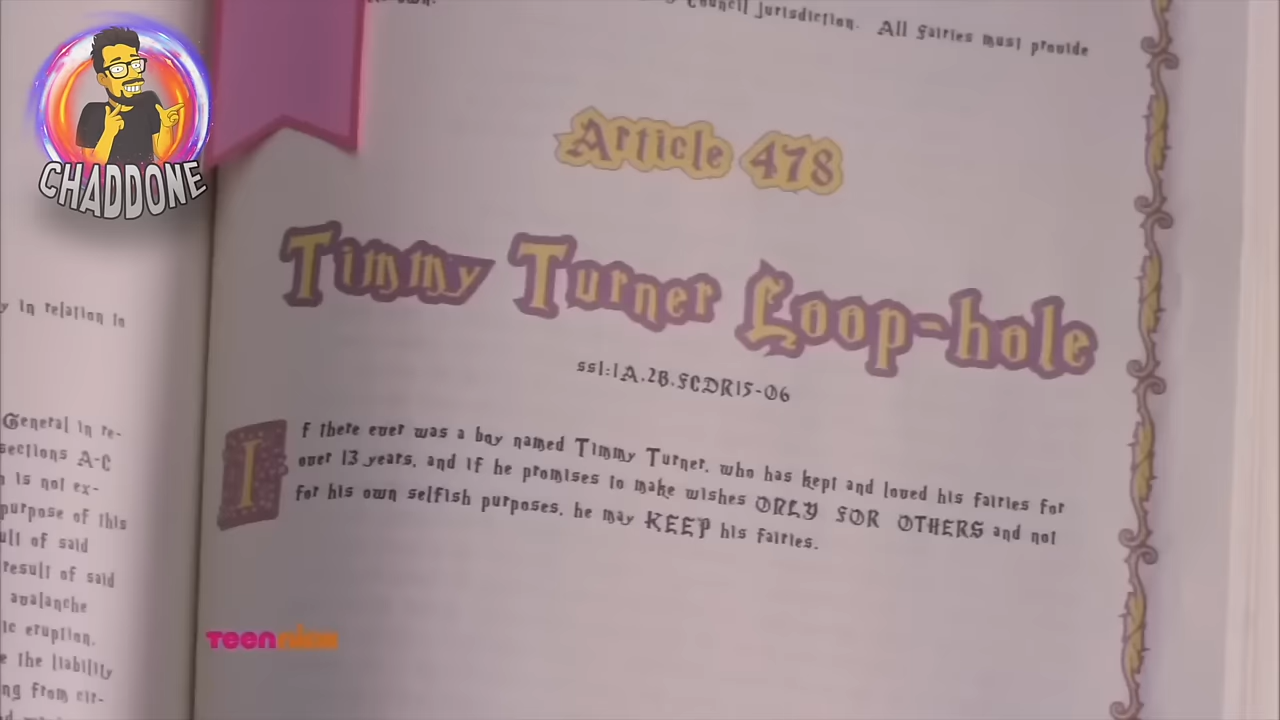 Council jurisdiction. All fairies must provide
Article 478
Timmy Turner Loop-hole
ssl:1A.2B.SCDR15-06
If there ever was a boy named Timmy Turner, who has kept and loved his fairies for
over 13 years, and if he promises to make wishes ONLY FOR OTHERS and not
for his own selfish purposes, he may KEEP his fairies.
y in relation to
General in re-
sections A-C
is not ex-
purpose of this
ult of said
result of said
avalanche
ic eruption.
e the liability
ng from cir-
CHADDONE
TEENnick